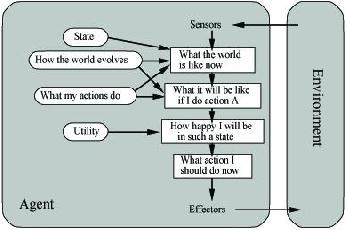 Sensors
State
How the world evolves
What my actions do
Utility
What the world
is like now
What it will be like
if I do action A
How happy I will be
in such a state
What action I
should do now
Effectors
Agent
Environment